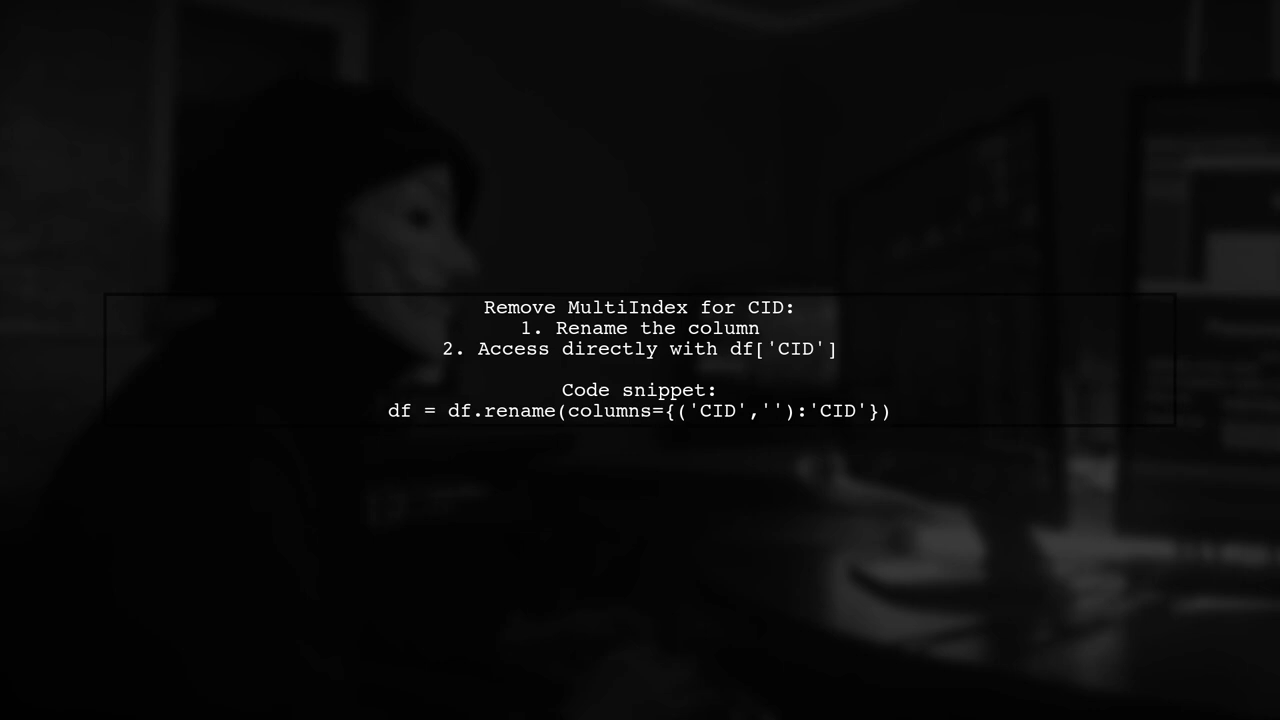 Remove MultiIndex for CID:
1. Rename the column
2. Access directly with df['CID']
Code snippet:
df = df.rename(columns={('CID',''):'CID'})